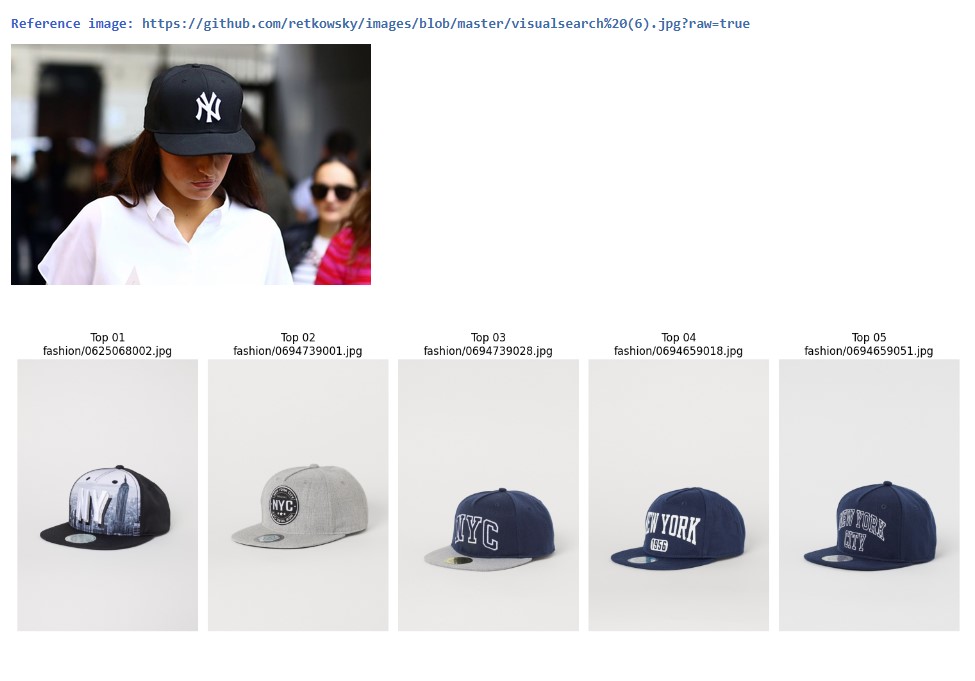 Reference image: https://github.com/retkowsky/images/blob/master/visualsearch%20(6).jpg?raw=true
NY
Top 01
fashion/0625068002.jpg
Top 02
fashion/0694739001.jpg
Top 03
fashion/0694739028.jpg
Top 04
fashion/0694659018.jpg
Top 05
fashion/0694659051.jpg
NY
NYC
NYC
EW YORK
1956
NEW YORK
CITY